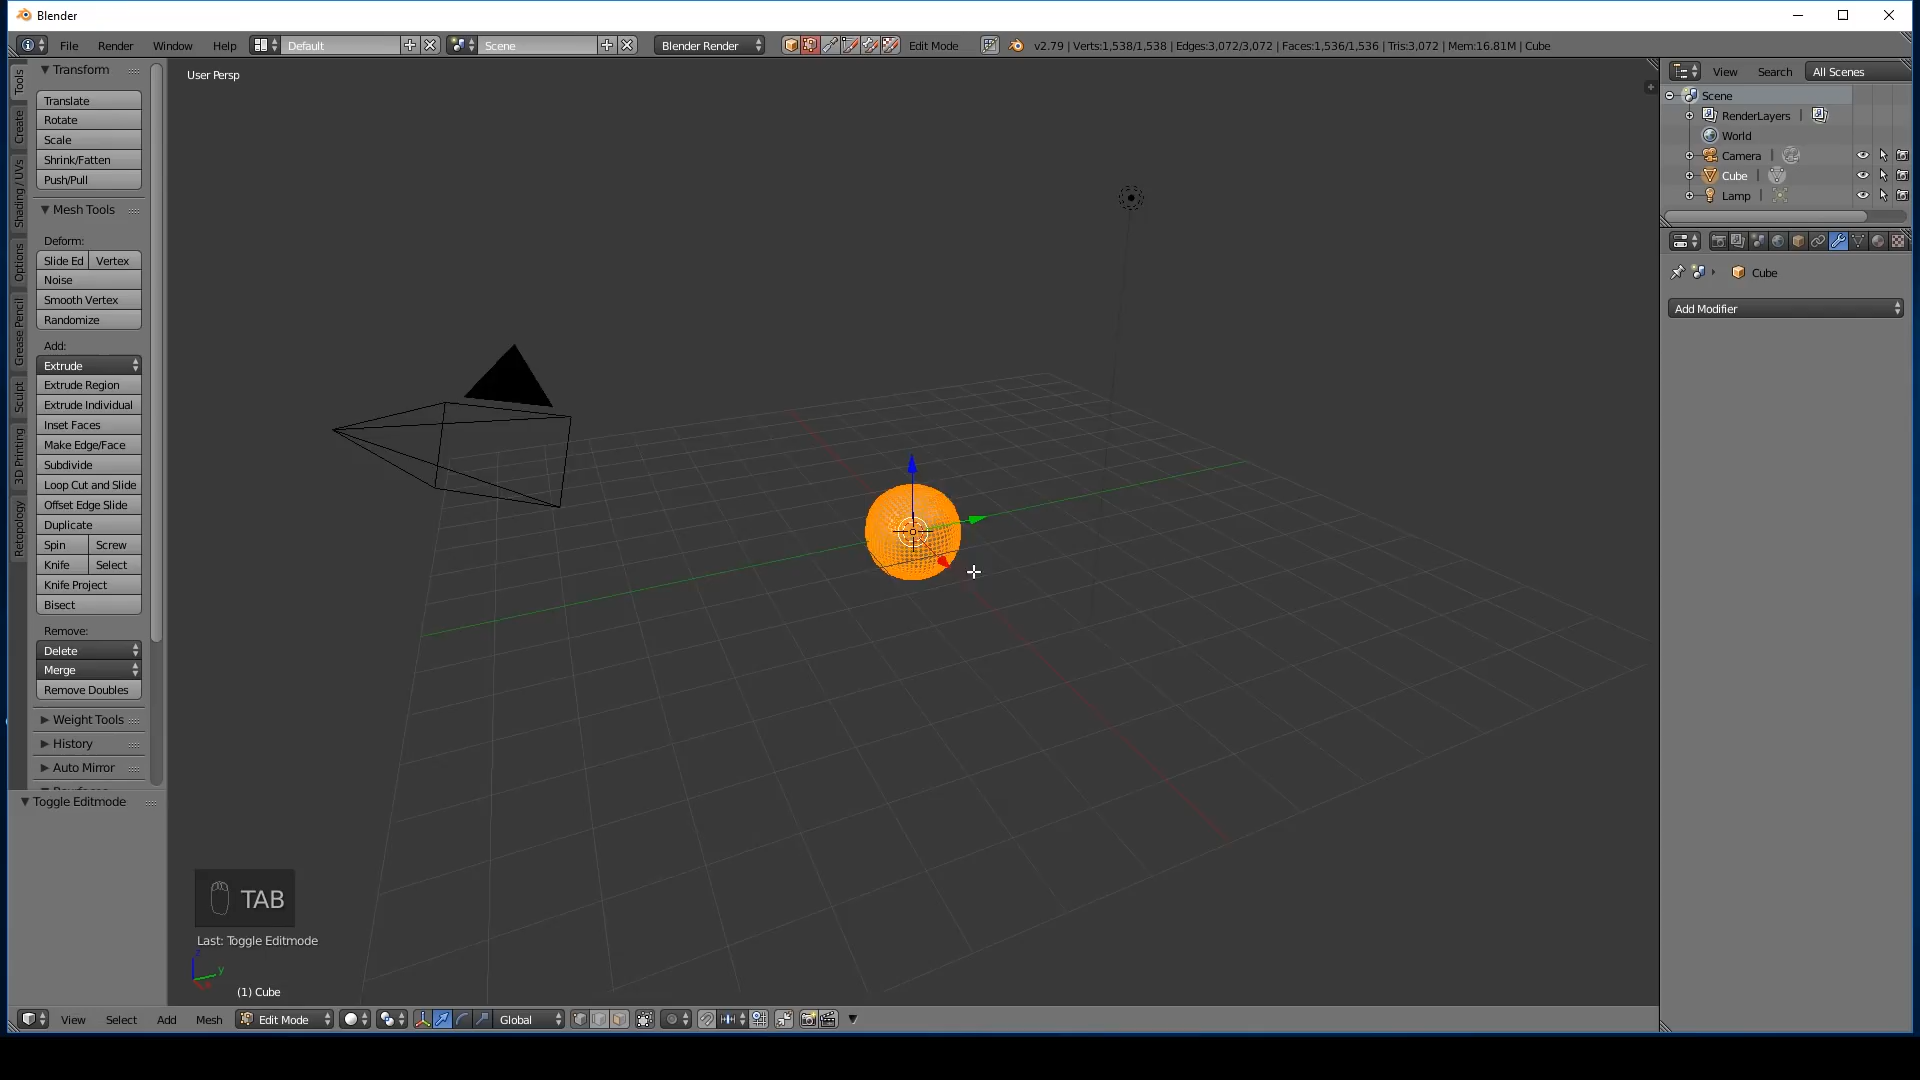 Blender
File Render Window Help Default Scene Blender Render Edit Mode v2.79 | Verts:1,538/1,538 | Edges:3,072/3,072 | Faces:1,536/1,536 | Tris:3,072 | Mem:16.81M | Cube
Tools
Create
Shading / UVs
Options
Grease Pencil
Sculpt
3D Printing
Retopology
Transform
Translate
Rotate
Scale
Shrink/Fatten
Push/Pull
Mesh Tools
Deform:
Slide Ed Vertex
Noise
Smooth Vertex
Randomize
Add:
Extrude
Extrude Region
Extrude Individual
Inset Faces
Make Edge/Face
Subdivide
Loop Cut and Slide
Offset Edge Slide
Duplicate
Spin Screw
Knife Select
Knife Project
Bisect
Remove:
Delete
Merge
Remove Doubles
Weight Tools
History
Auto Mirror
Toggle Editmode
User Persp
TAB
Last: Toggle Editmode
z
y
(1) Cube
View Select Add Mesh Edit Mode Global
View Search All Scenes
Scene
RenderLayers
World
Camera
Cube
Lamp
Cube
Add Modifier